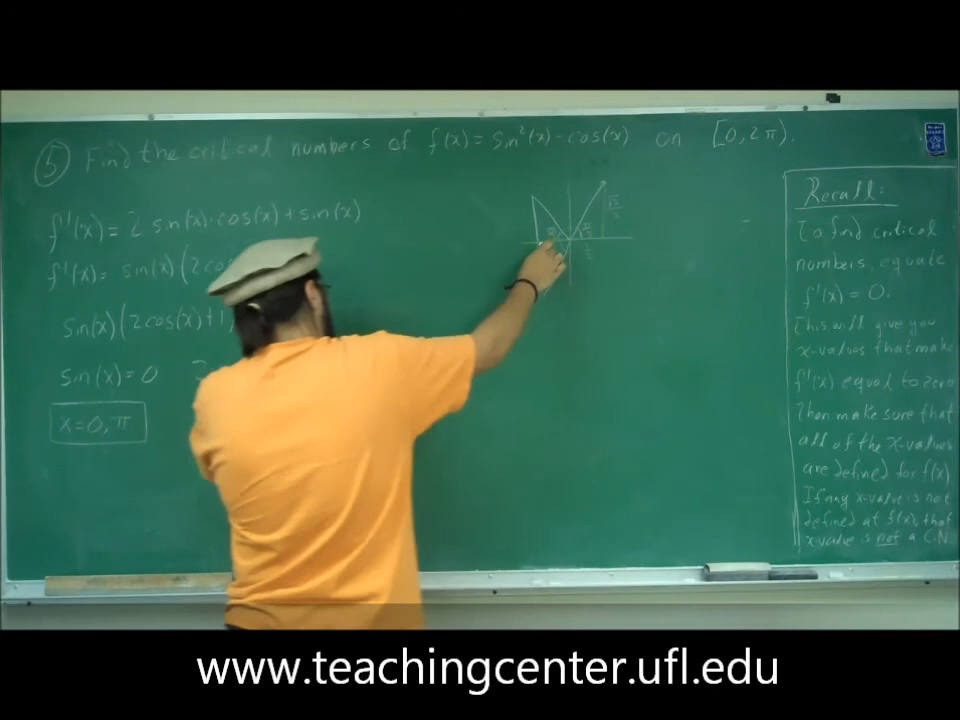 5 Find the critical numbers of f(x) = sin²(x) - cos(x) on [0, 2π).
f'(x) = 2 sin(x)·cos(x) + sin(x)
f'(x) = sin(x)(2co
sin(x)(2cos(x)+1
sin(x) = 0 2
x = 0, π
Recall:
To find critical
numbers, equate
f'(x) = 0.
This will give you
x-values that make
f'(x) equal to zero
Then make sure that
all of the x-values
are defined for f(x)
If any x-value is not
defined at f(x), that
x-value is not a C.N.
www.teachingcenter.ufl.edu